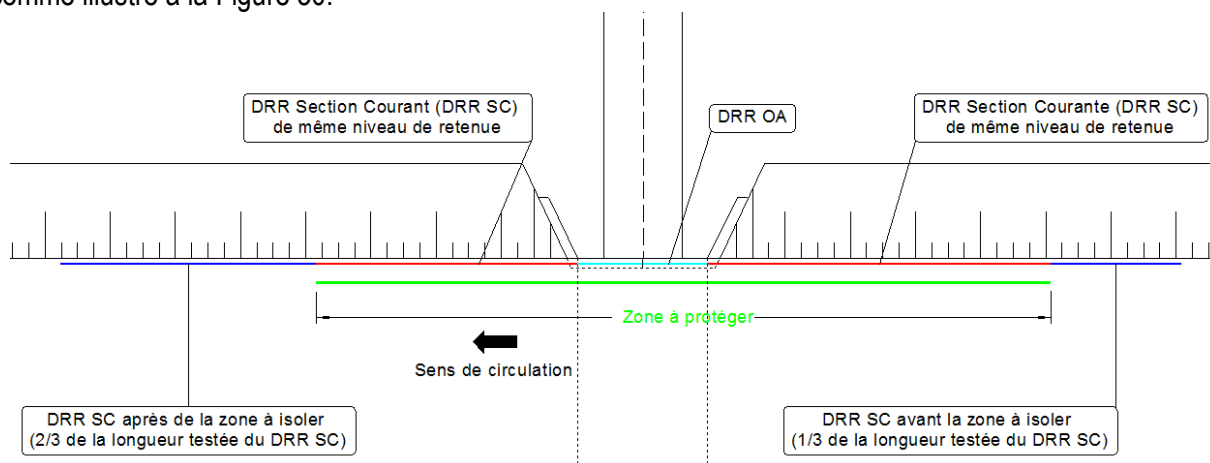 comme illustré à la Figure 30.
DRR Section Courant (DRR SC)
de même niveau de retenue
DRR OA
DRR Section Courante (DRR SC)
de même niveau de retenue
Zone à protéger
Sens de circulation
DRR SC après de la zone à isoler
(2/3 de la longueur testée du DRR SC)
DRR SC avant la zone à isoler
(1/3 de la longueur testée du DRR SC)